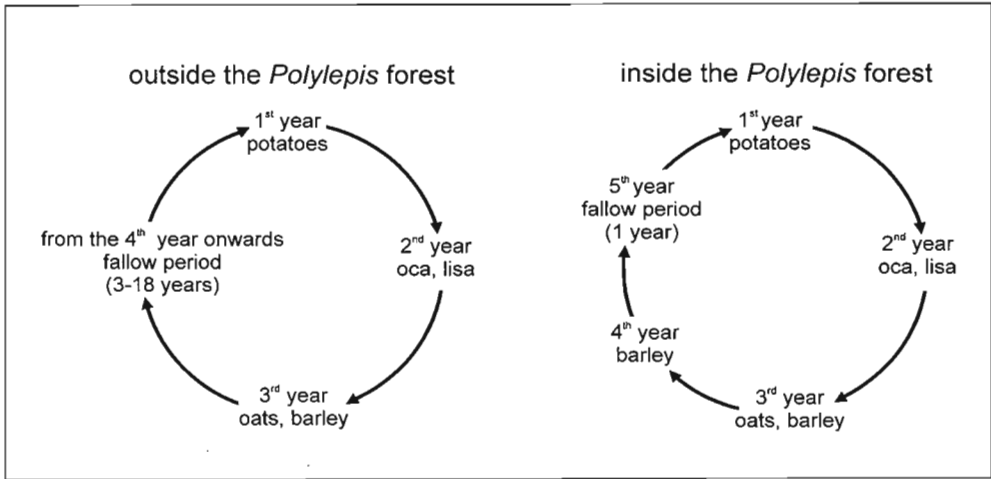 outside the Polylepis forest
1st year
potatoes
2nd year
oca, lisa
3rd year
oats, barley
from the 4th year onwards
fallow period
(3-18 years)
inside the Polylepis forest
1st year
potatoes
2nd year
oca, lisa
3rd year
oats, barley
4th year
barley
5th year
fallow period
(1 year)